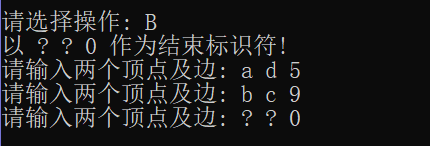 请选择操作: B
以 ? ? 0 作为结束标识符!
请输入两个顶点及边: a d 5
请输入两个顶点及边: b c 9
请输入两个顶点及边: ? ? 0